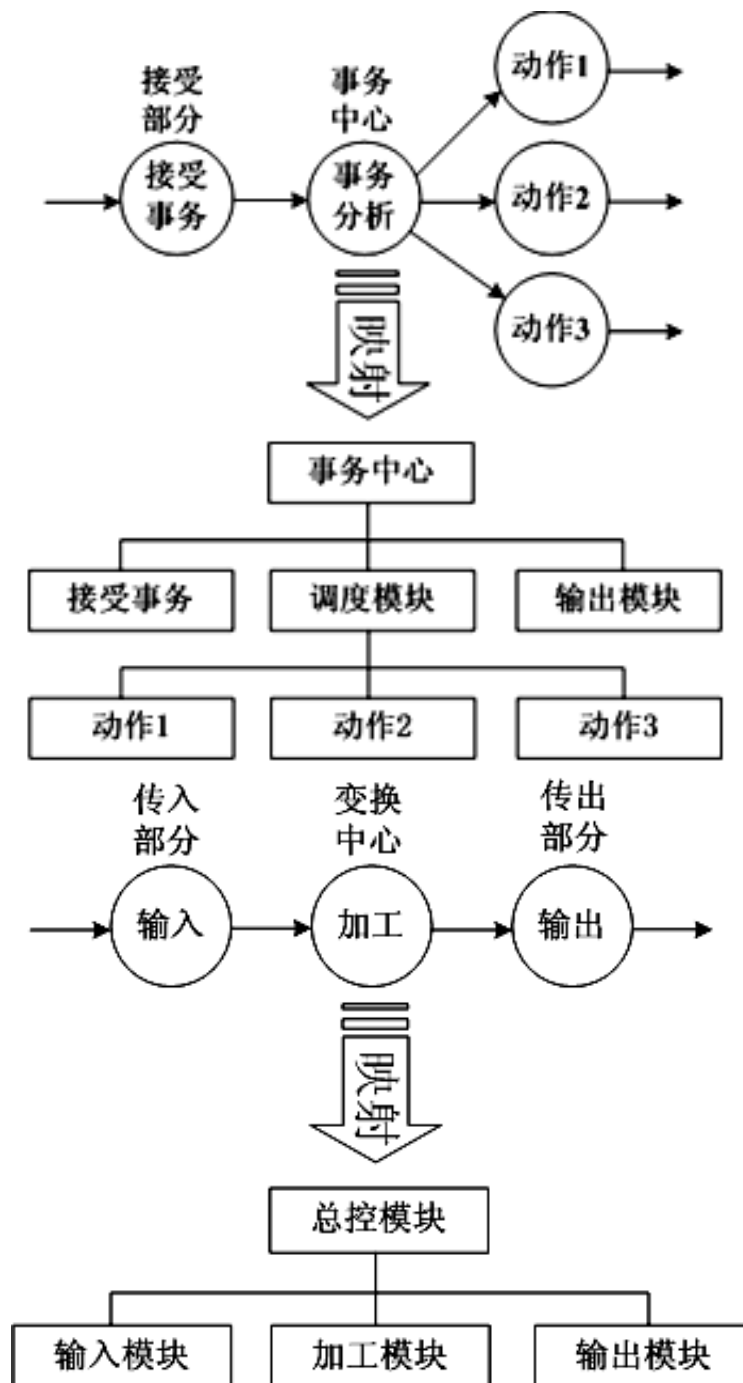 动作1
接受
部分
事务
中心
接受
事务
事务
分析
动作2
动作3
映射
事务中心
接受事务
调度模块
输出模块
动作1
动作2
动作3
传入
部分
变换
中心
传出
部分
输入
加工
输出
映射
总控模块
输入模块
加工模块
输出模块